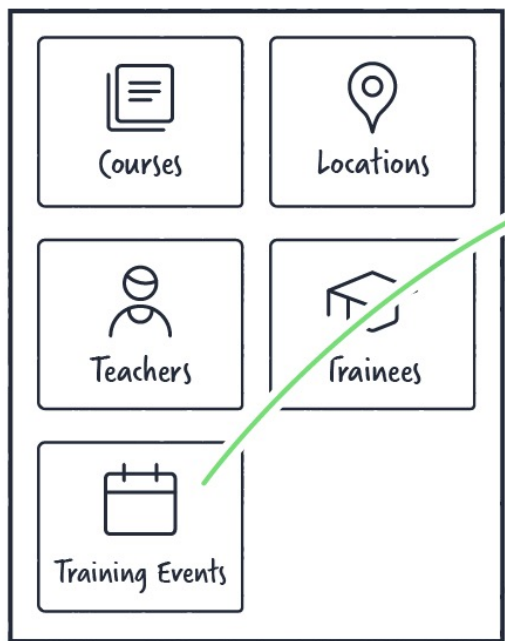 Courses
Locations
Teachers
Trainees
Training Events